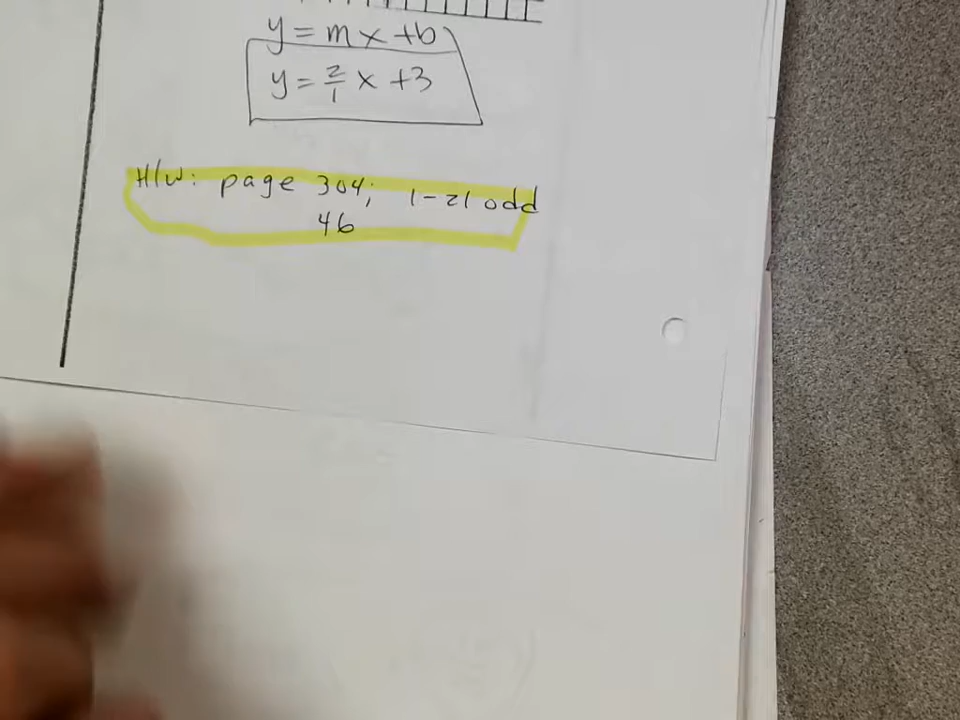 y = mx + b
y = 2/1 x + 3
H/w: page 304; 1-21 odd
46